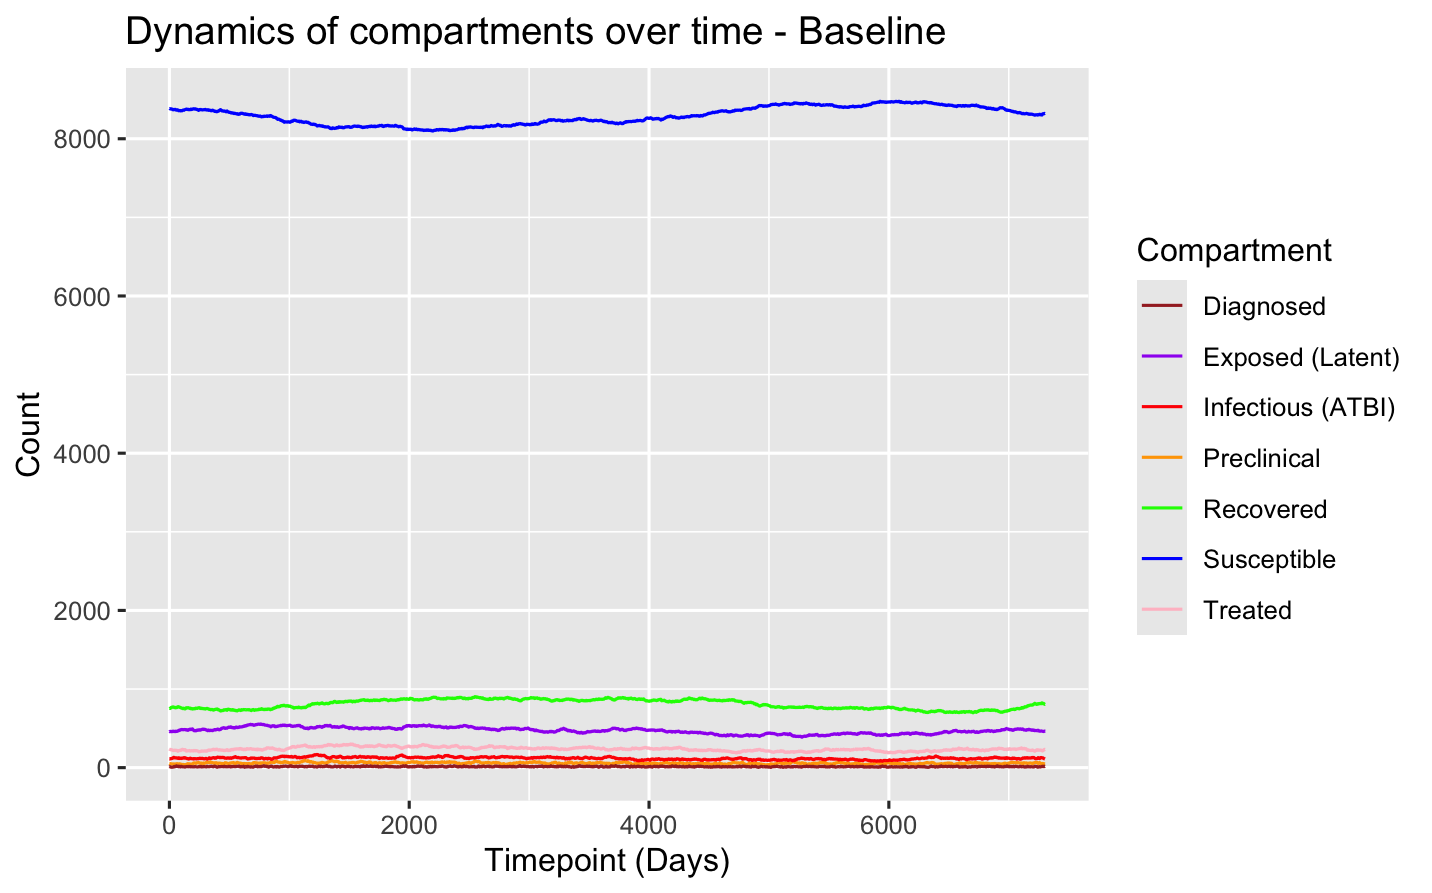 Dynamics of compartments over time - Baseline
Count
8000
6000
4000
2000
0
0 2000 4000 6000
Timepoint (Days)
Compartment
Diagnosed
Exposed (Latent)
Infectious (ATBI)
Preclinical
Recovered
Susceptible
Treated